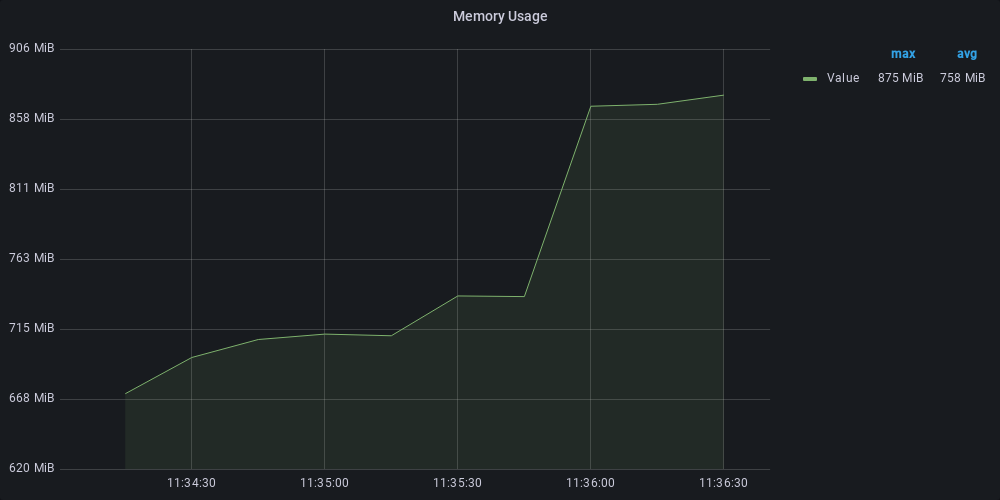 Memory Usage
906 MiB
858 MiB
811 MiB
763 MiB
715 MiB
668 MiB
620 MiB
11:34:30 11:35:00 11:35:30 11:36:00 11:36:30
max avg
Value 875 MiB 758 MiB